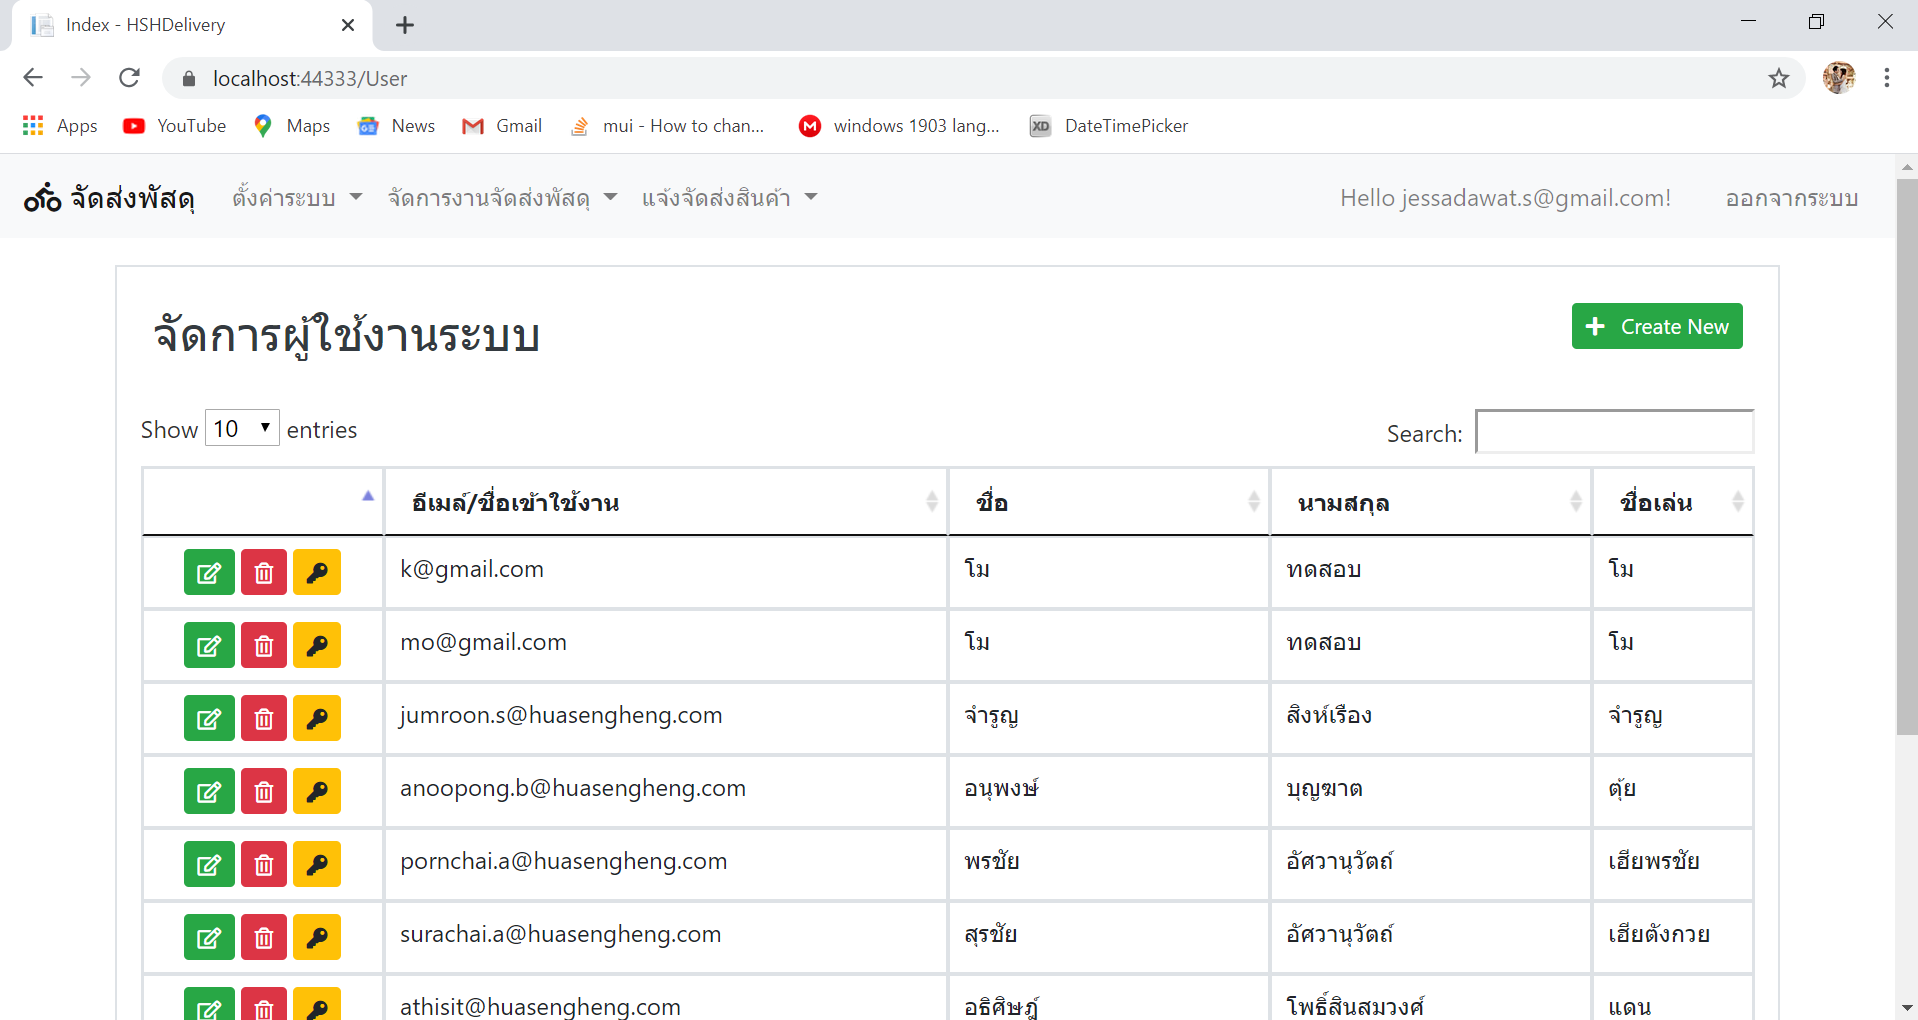 Index - HSHDelivery
localhost:44333/User
Apps YouTube Maps News Gmail mui - How to chan... windows 1903 lang... XD DateTimePicker
จัดส่งพัสดุ ตั้งค่าระบบ จัดการงานจัดส่งพัสดุ แจ้งจัดส่งสินค้า Hello jessadawat.s@gmail.com! ออกจากระบบ
จัดการผู้ใช้งานระบบ
Create New
Show 10 entries
Search:
อีเมล์/ชื่อเข้าใช้งาน ชื่อ นามสกุล ชื่อเล่น
k@gmail.com โม ทดสอบ โม
mo@gmail.com โม ทดสอบ โม
jumroon.s@huasengheng.com จำรูญ สิงห์เรือง จำรูญ
anoopong.b@huasengheng.com อนุพงษ์ บุญฆาต ตุ้ย
pornchai.a@huasengheng.com พรชัย อัศวานุวัตถ์ เฮียพรชัย
surachai.a@huasengheng.com สุรชัย อัศวานุวัตถ์ เฮียตังกวย
athisit@huasengheng.com อธิศิษฎ์ โพธิ์สินสมวงศ์ แดน